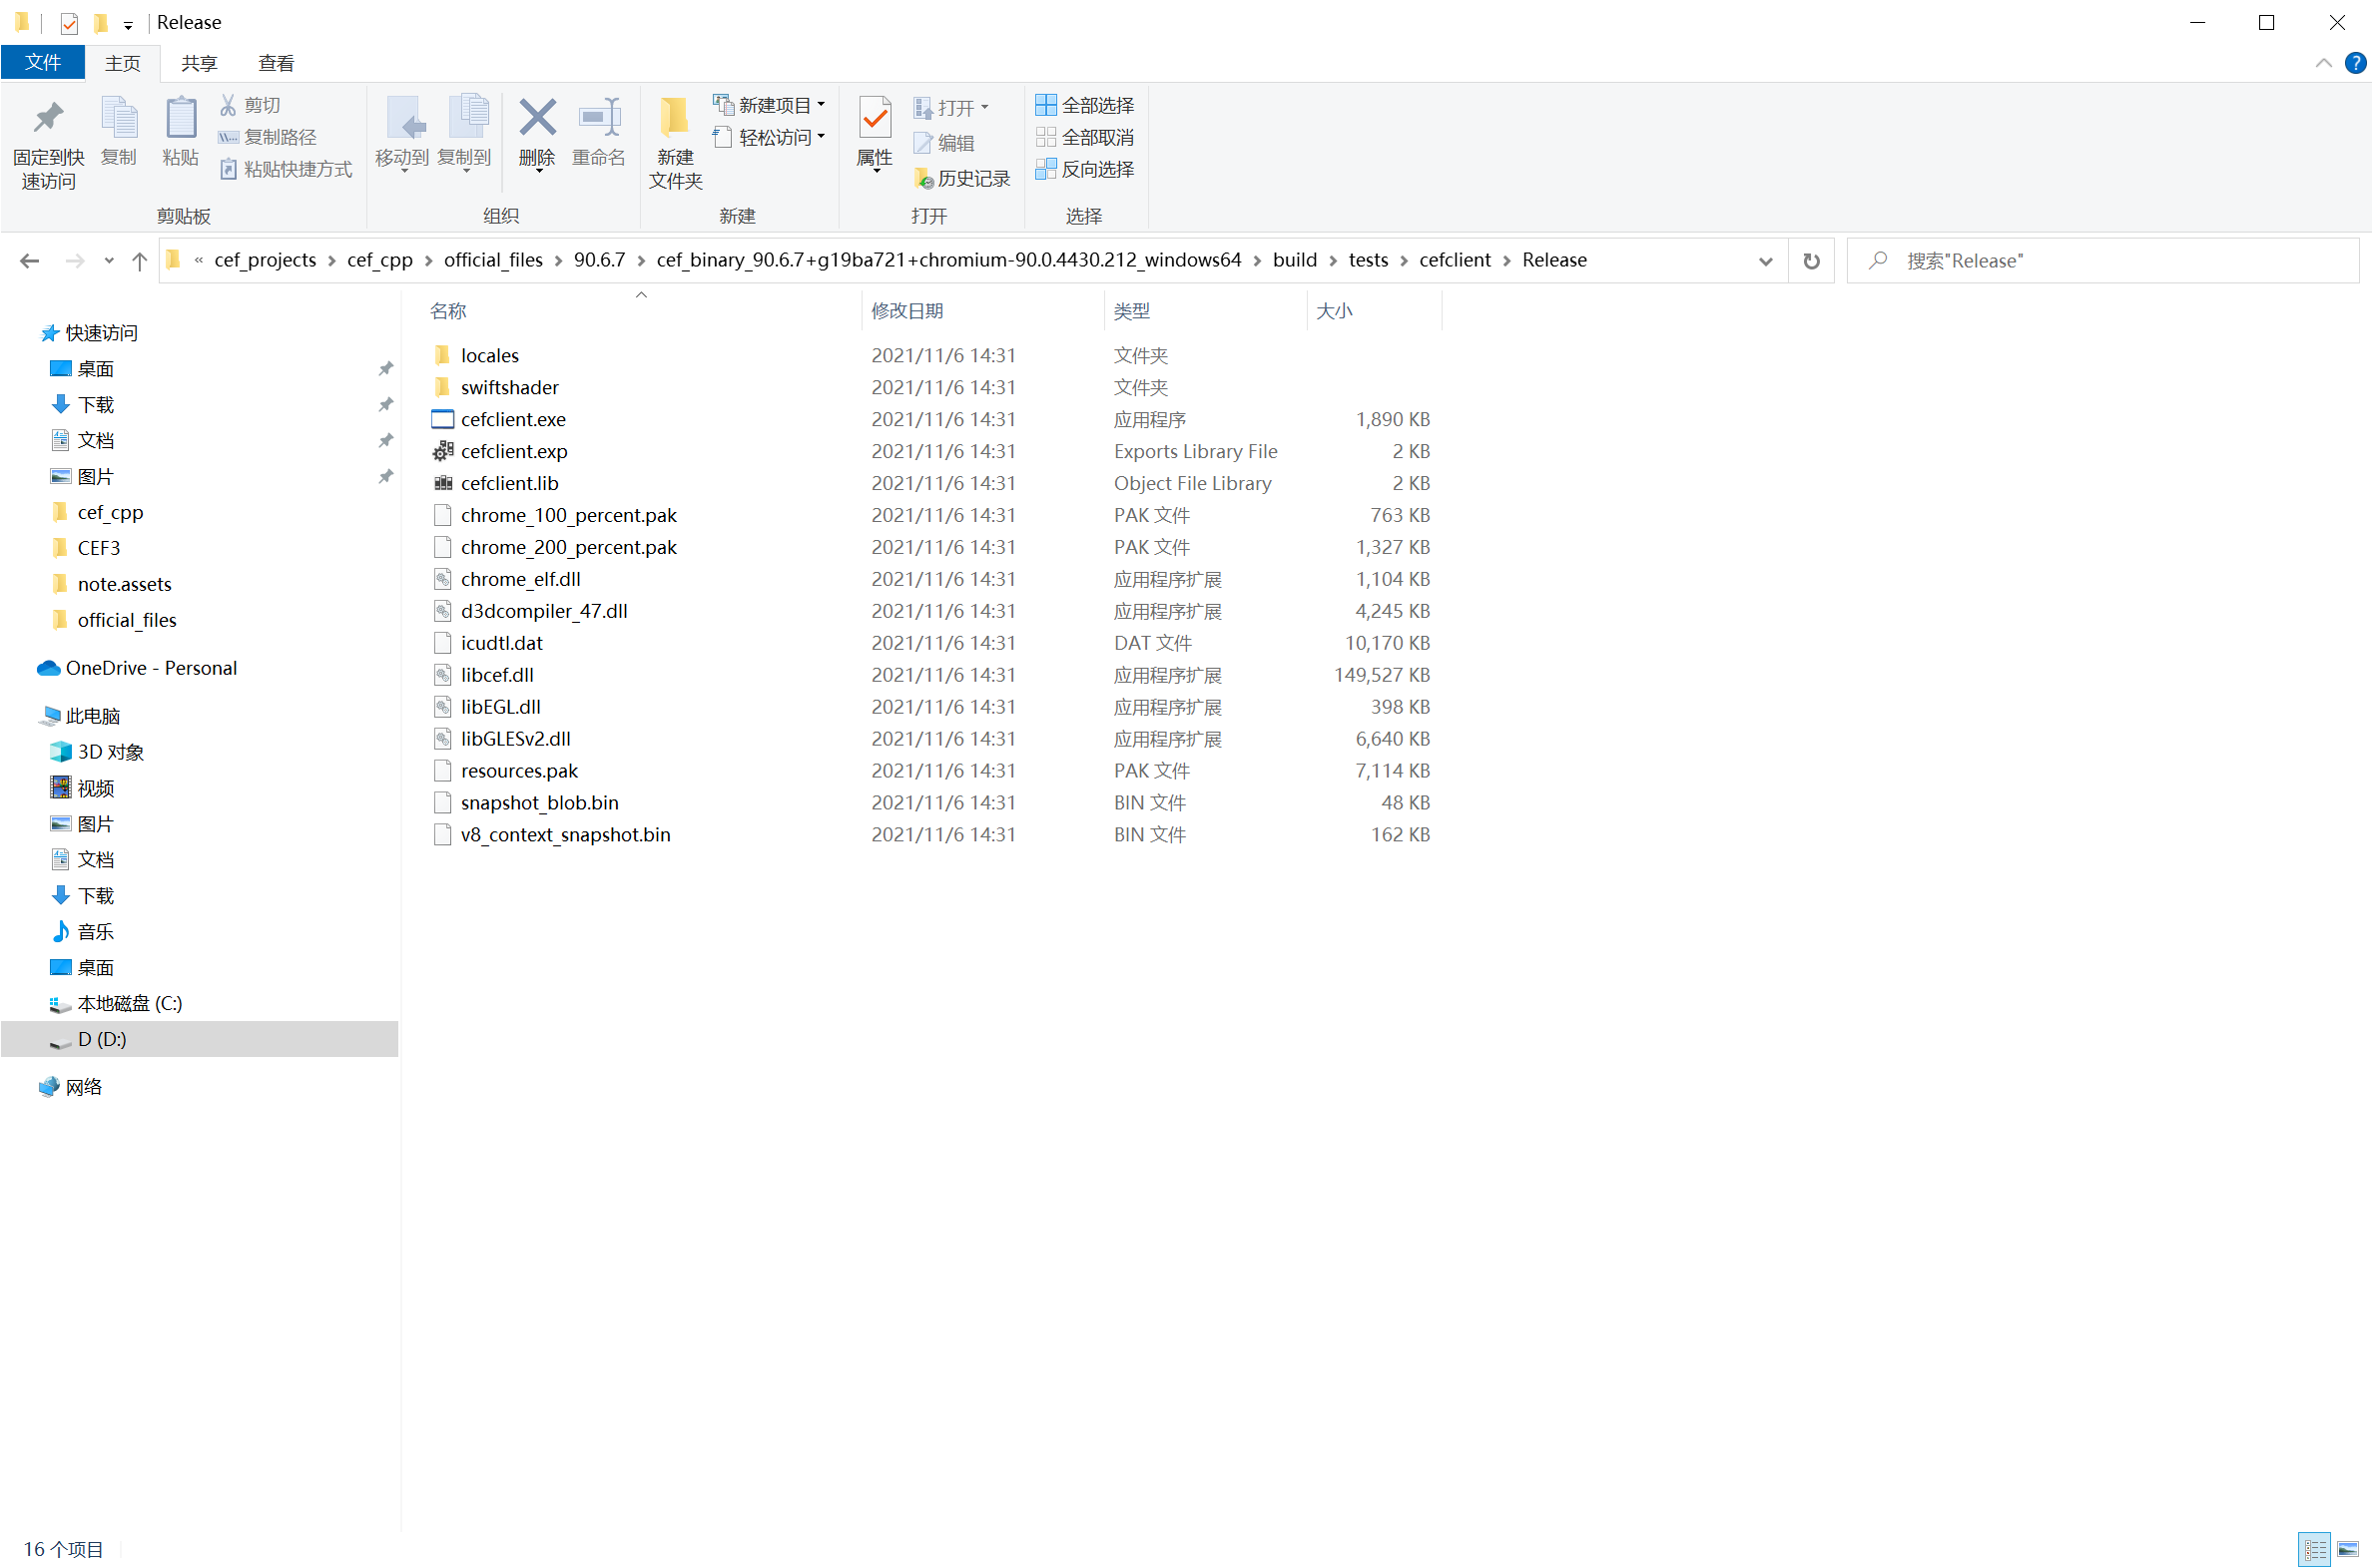 Release
文件 主页 共享 查看
固定到快速访问 复制 粘贴 剪切 复制路径 粘贴快捷方式
移动到 复制到 删除 重命名
新建文件夹 新建项目 轻松访问
属性 打开 编辑 历史记录
全部选择 全部取消 反向选择
剪贴板 组织 新建 打开 选择
« cef_projects › cef_cpp › official_files › 90.6.7 › cef_binary_90.6.7+g19ba721+chromium-90.0.4430.212_windows64 › build › tests › cefclient › Release
搜索"Release"
快速访问
桌面
下载
文档
图片
cef_cpp
CEF3
note.assets
official_files
OneDrive - Personal
此电脑
3D 对象
视频
图片
文档
下载
音乐
桌面
本地磁盘 (C:)
D (D:)
网络
名称 修改日期 类型 大小
locales 2021/11/6 14:31 文件夹
swiftshader 2021/11/6 14:31 文件夹
cefclient.exe 2021/11/6 14:31 应用程序 1,890 KB
cefclient.exp 2021/11/6 14:31 Exports Library File 2 KB
cefclient.lib 2021/11/6 14:31 Object File Library 2 KB
chrome_100_percent.pak 2021/11/6 14:31 PAK 文件 763 KB
chrome_200_percent.pak 2021/11/6 14:31 PAK 文件 1,327 KB
chrome_elf.dll 2021/11/6 14:31 应用程序扩展 1,104 KB
d3dcompiler_47.dll 2021/11/6 14:31 应用程序扩展 4,245 KB
icudtl.dat 2021/11/6 14:31 DAT 文件 10,170 KB
libcef.dll 2021/11/6 14:31 应用程序扩展 149,527 KB
libEGL.dll 2021/11/6 14:31 应用程序扩展 398 KB
libGLESv2.dll 2021/11/6 14:31 应用程序扩展 6,640 KB
resources.pak 2021/11/6 14:31 PAK 文件 7,114 KB
snapshot_blob.bin 2021/11/6 14:31 BIN 文件 48 KB
v8_context_snapshot.bin 2021/11/6 14:31 BIN 文件 162 KB
16 个项目